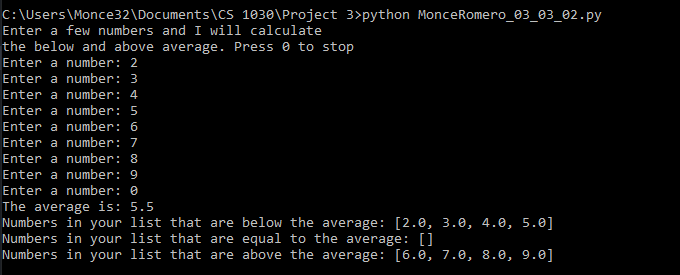 C:\Users\Monce32\Documents\CS 1030\Project 3>python MonceRomero_03_03_02.py
Enter a few numbers and I will calculate
the below and above average. Press 0 to stop
Enter a number: 2
Enter a number: 3
Enter a number: 4
Enter a number: 5
Enter a number: 6
Enter a number: 7
Enter a number: 8
Enter a number: 9
Enter a number: 0
The average is: 5.5
Numbers in your list that are below the average: [2.0, 3.0, 4.0, 5.0]
Numbers in your list that are equal to the average: []
Numbers in your list that are above the average: [6.0, 7.0, 8.0, 9.0]